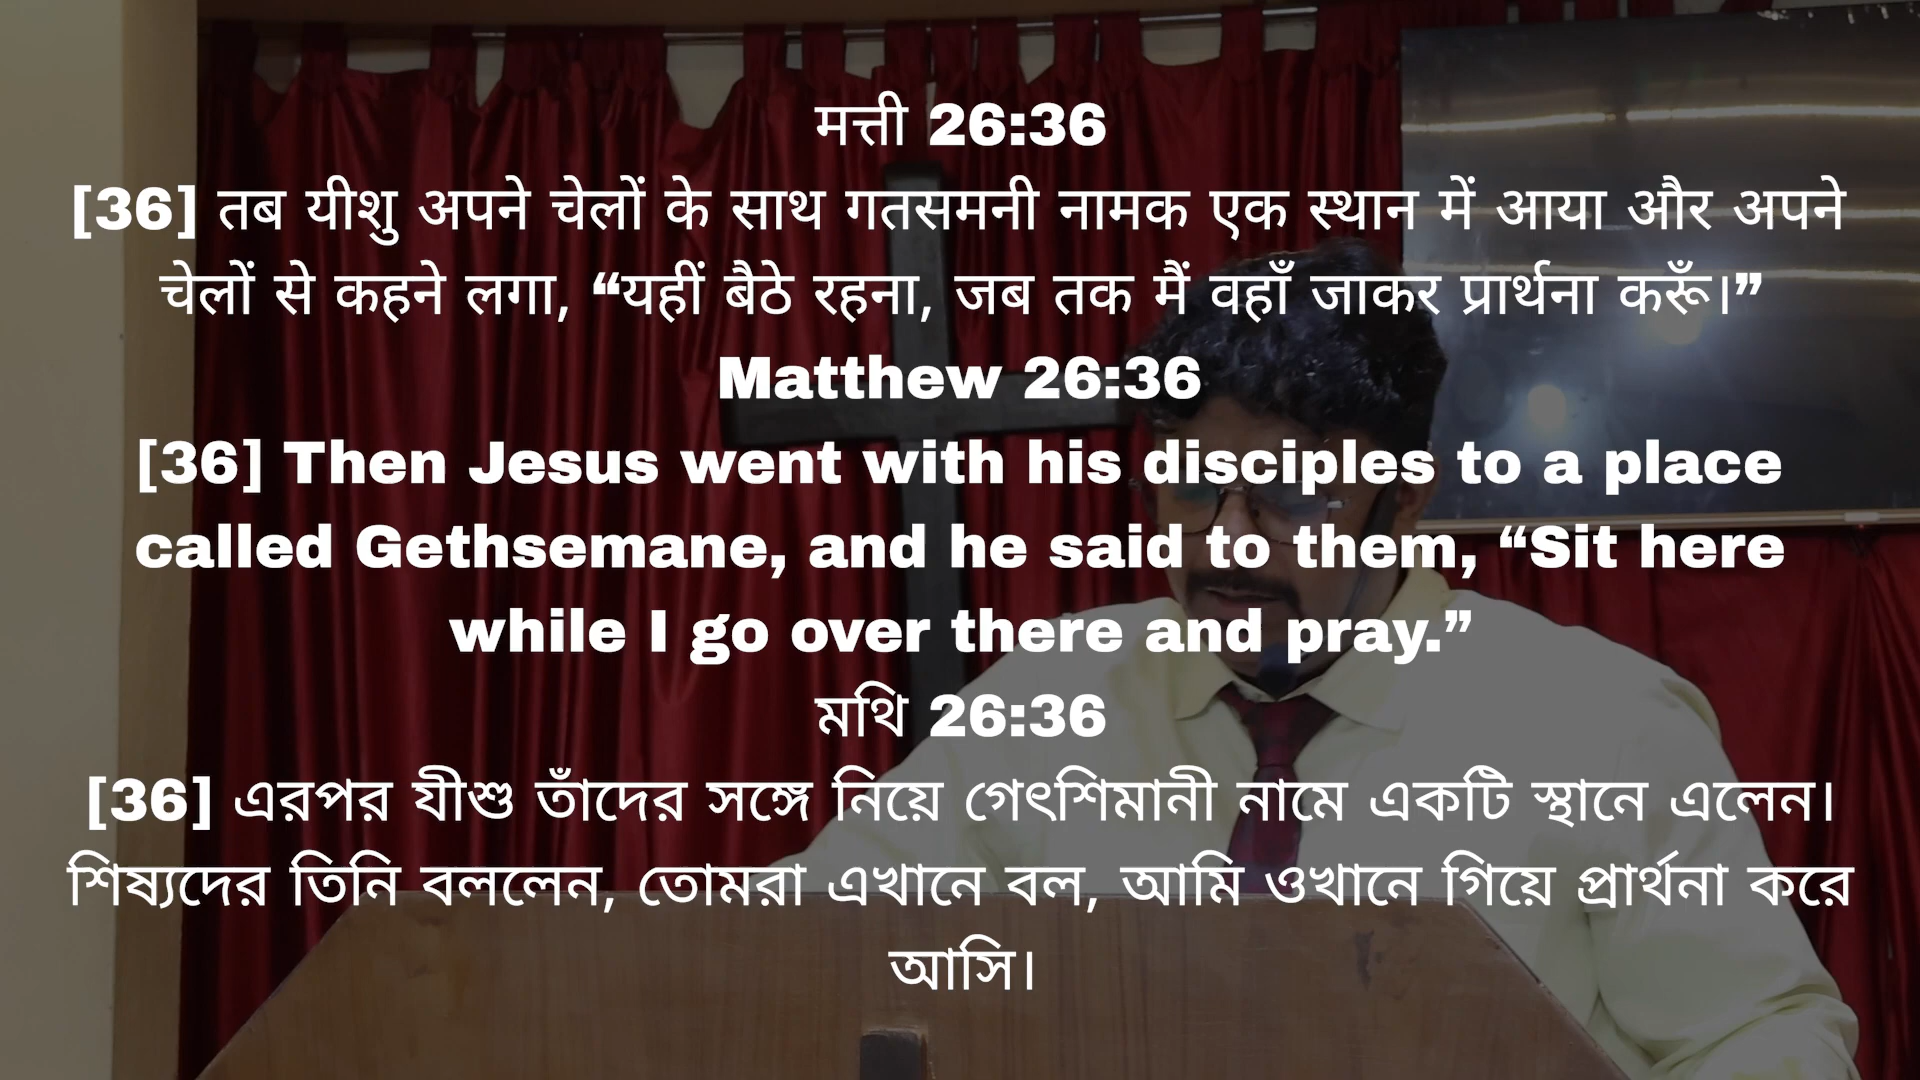 मत्ती 26:36
[36] तब यीशु अपने चेलों के साथ गतसमनी नामक एक स्थान में आया और अपने
चेलों से कहने लगा, “यहीं बैठे रहना, जब तक मैं वहाँ जाकर प्रार्थना करूँ।”
Matthew 26:36
[36] Then Jesus went with his disciples to a place
called Gethsemane, and he said to them, “Sit here
while I go over there and pray.”
মথি 26:36
[36] এরপর যীশু তাঁদের সঙ্গে নিয়ে গেৎশিমানী নামে একটি স্থানে এলেন।
শিষ্যদের তিনি বললেন, তোমরা এখানে বল, আমি ওখানে গিয়ে প্রার্থনা করে
আসি।